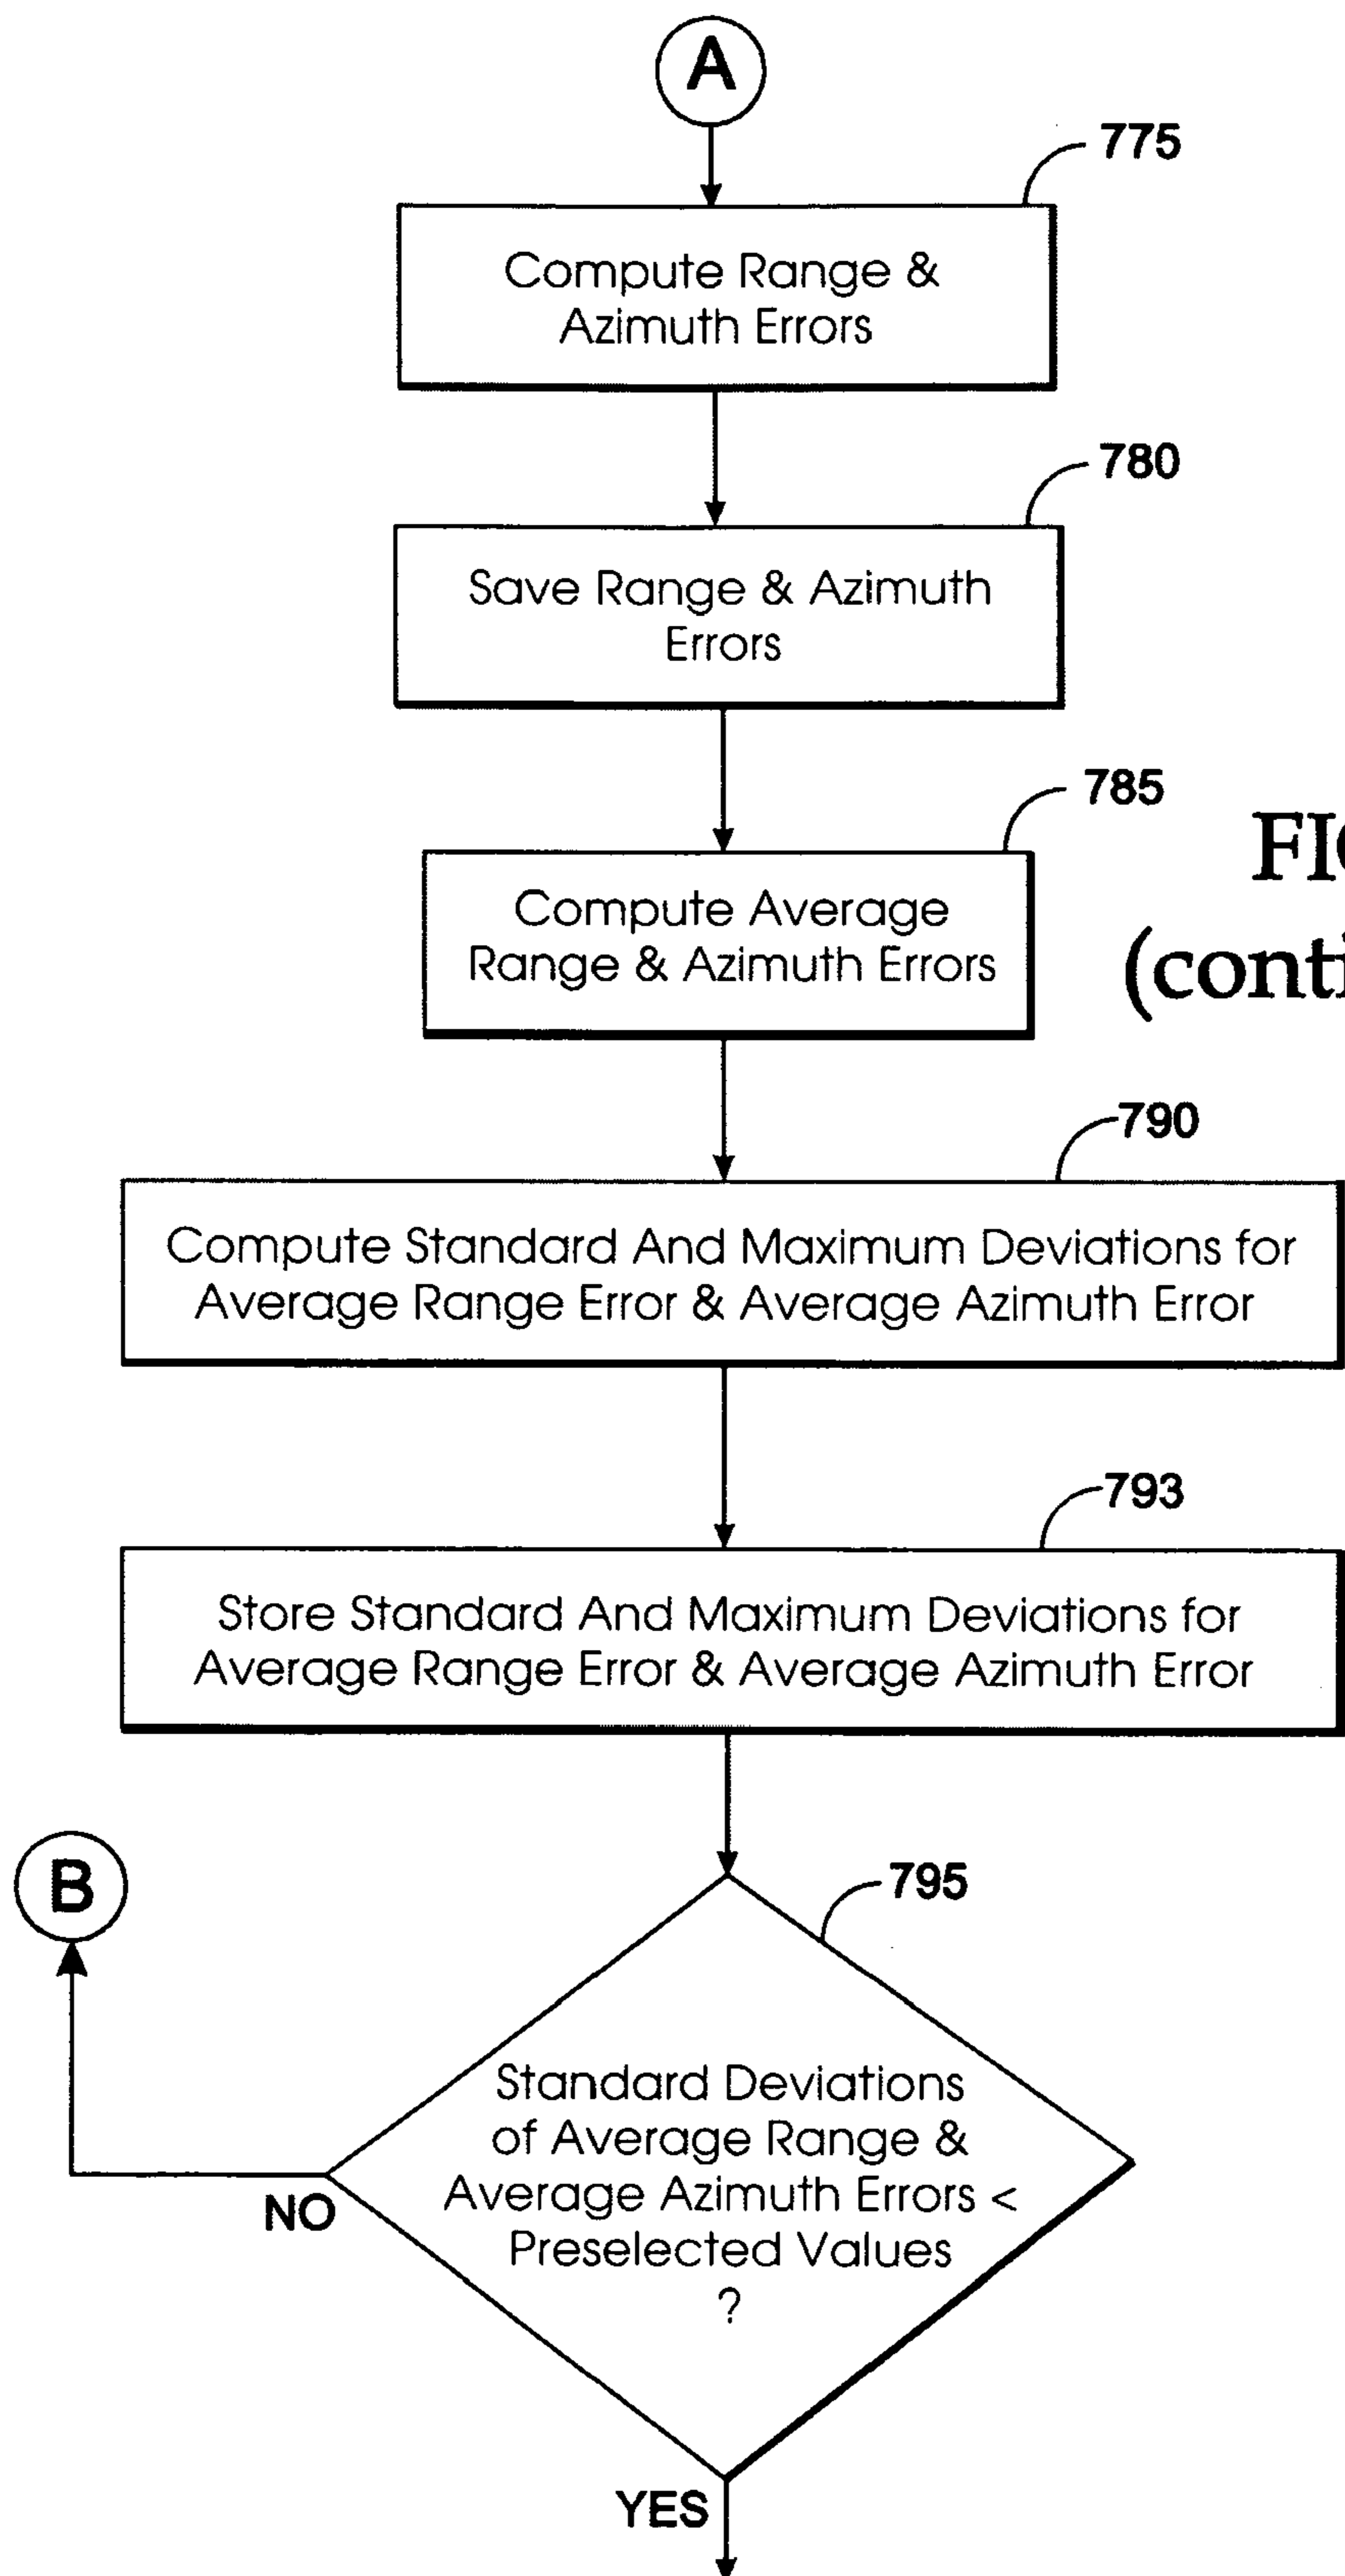 A
775
Compute Range &
Azimuth Errors
780
Save Range & Azimuth
Errors
785
Compute Average
Range & Azimuth Errors
FI
(conti
790
Compute Standard And Maximum Deviations for
Average Range Error & Average Azimuth Error
793
Store Standard And Maximum Deviations for
Average Range Error & Average Azimuth Error
B
795
Standard Deviations
of Average Range &
Average Azimuth Errors <
Preselected Values
?
NO
YES